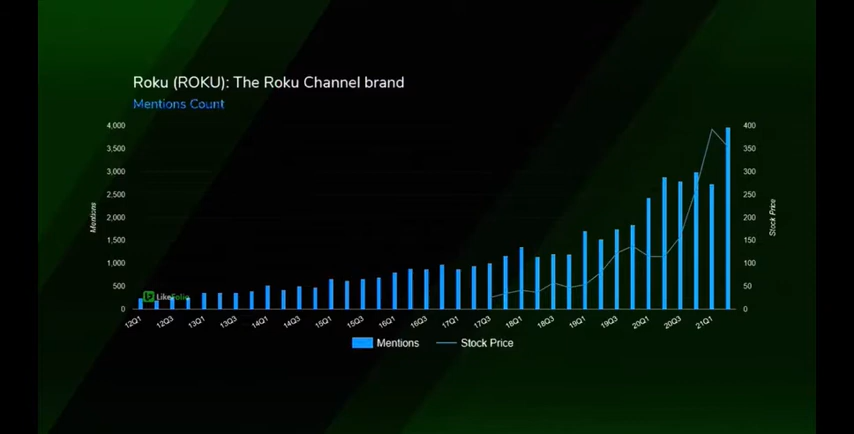 Roku (ROKU): The Roku Channel brand
Mentions Count
4,000
3,500
3,000
2,500
2,000
1,500
1,000
500
0
Mentions
400
350
300
250
200
150
100
50
0
Stock Price
LikeFolio
12Q1
12Q3
13Q1
13Q3
14Q1
14Q3
15Q1
15Q3
16Q1
16Q3
17Q1
17Q3
18Q1
18Q3
19Q1
19Q3
20Q1
20Q3
21Q1
Mentions Stock Price